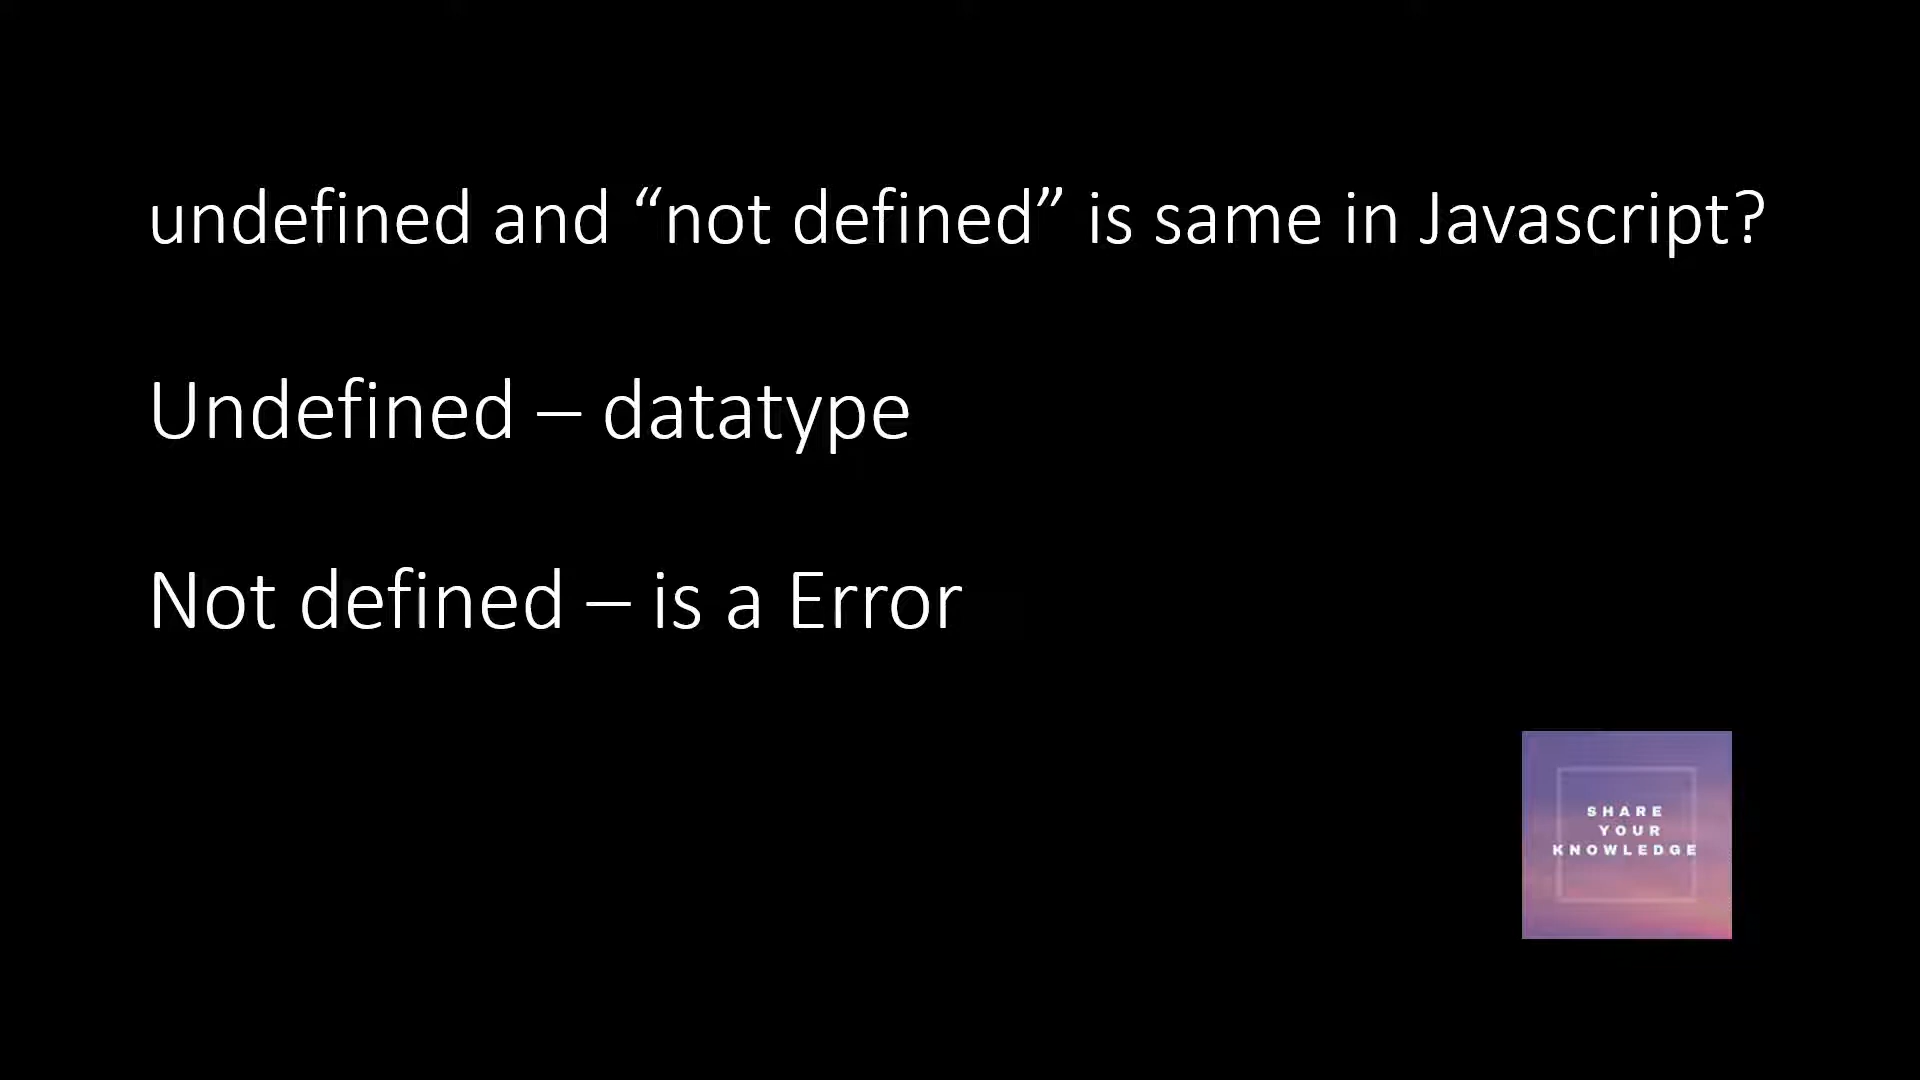 undefined and “not defined” is same in Javascript?
Undefined – datatype
Not defined – is a Error
SHARE
YOUR
KNOWLEDGE